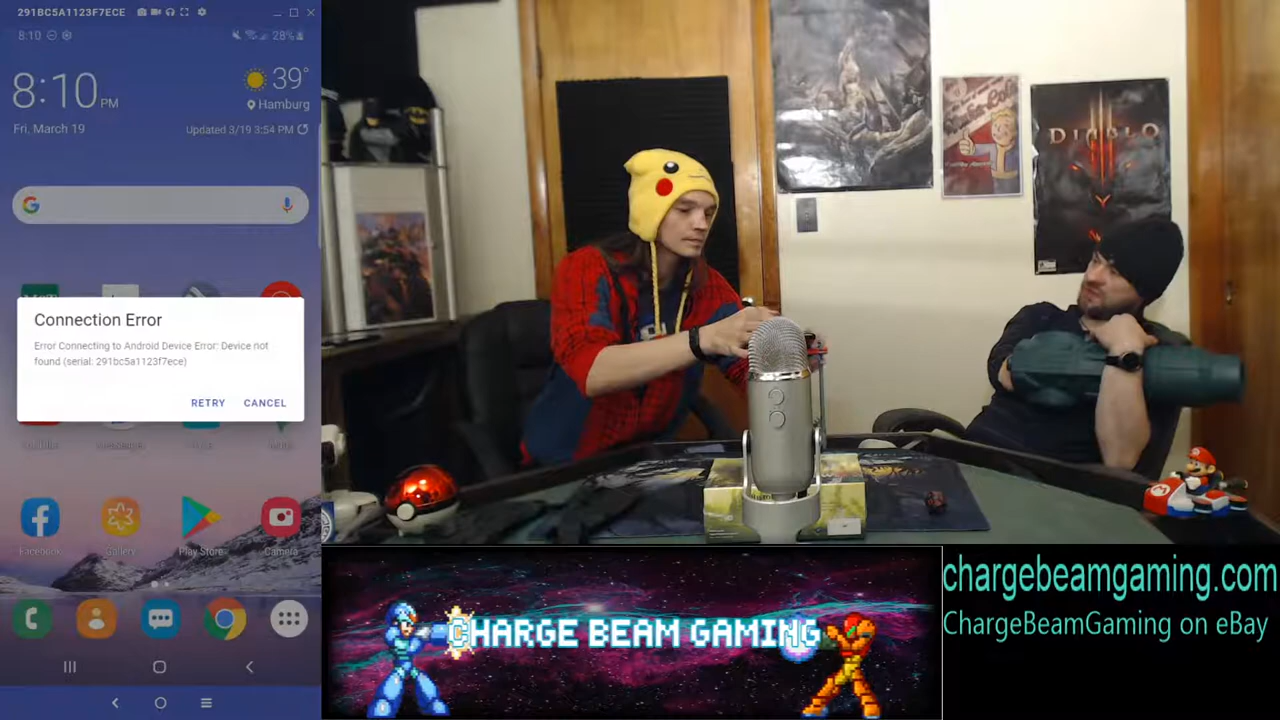 291BC5A1123F7ECE
8:10
28%
8:10 PM
39°
Hamburg
Fri, March 19
Updated 3/19 3:54 PM
Connection Error
Error Connecting to Android Device Error: Device not
found (serial: 291bc5a1123f7ece)
RETRY
CANCEL
Facebook
Gallery
Play Store
Camera
DIABLO
III
CHARGE BEAM GAMING
chargebeamgaming.com
ChargeBeamGaming on eBay